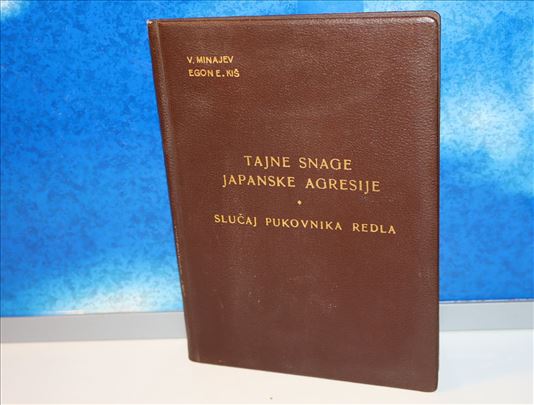 V. MINAJEV
EGON E. KIŠ
TAJNE SNAGE
JAPANSKE AGRESIJE
SLUČAJ PUKOVNIKA REDLA